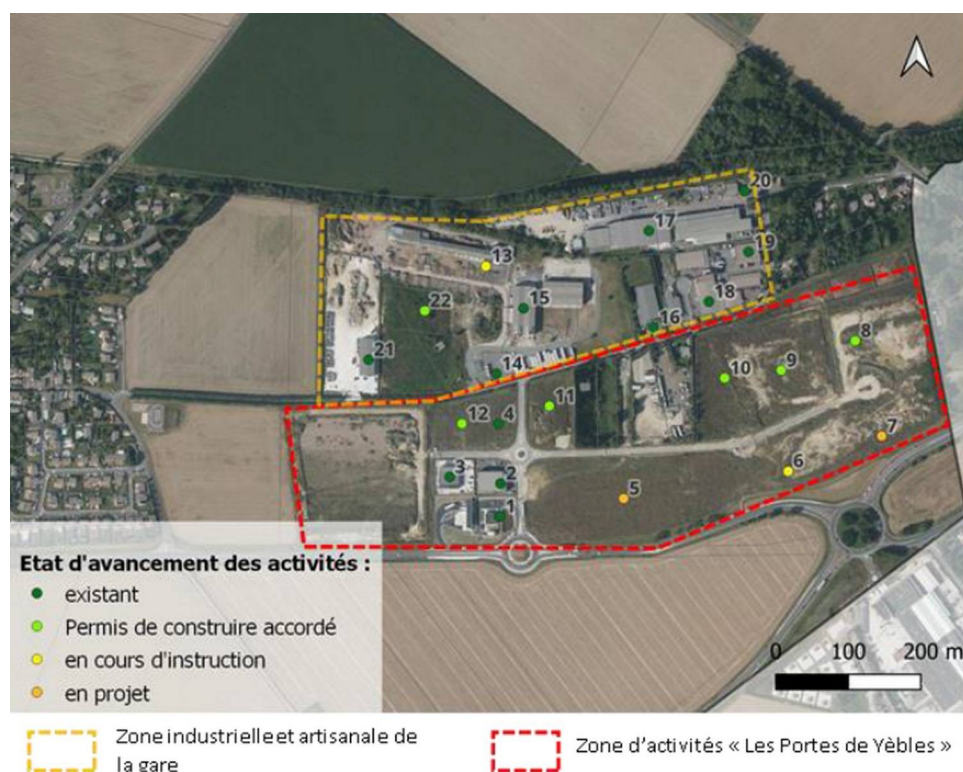 20
17
19
13
18
22
15
16
8
21
14
9
10
11
12
4
7
6
3
2
5
1
Etat d'avancement des activités :
existant
Permis de construire accordé
en cours d'instruction
en projet
0 100 200 m
Zone industrielle et artisanale de
la gare
Zone d'activités « Les Portes de Yèbles »